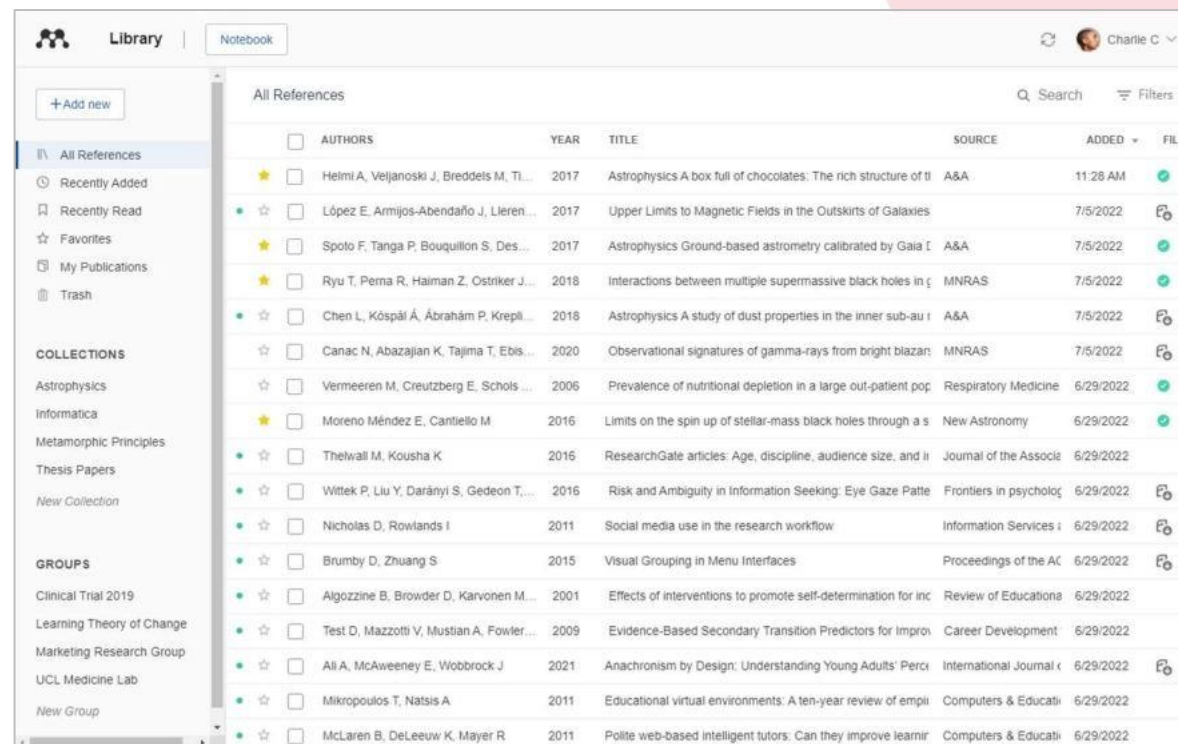 Library | Notebook Charlie C
+Add new
All References
Recently Added
Recently Read
Favorites
My Publications
Trash
COLLECTIONS
Astrophysics
Informatica
Metamorphic Principles
Thesis Papers
New Collection
GROUPS
Clinical Trial 2019
Learning Theory of Change
Marketing Research Group
UCL Medicine Lab
New Group
All References Search Filters
AUTHORS YEAR TITLE SOURCE ADDED FIL
Helmi A, Veljanoski J, Breddels M, Ti... 2017 Astrophysics A box full of chocolates: The rich structure of tl A&A 11:28 AM
López E, Armijos-Abendaño J, Lleren... 2017 Upper Limits to Magnetic Fields in the Outskirts of Galaxies 7/5/2022
Spoto F, Tanga P, Bouquillon S, Des... 2017 Astrophysics Ground-based astrometry calibrated by Gaia A&A 7/5/2022
Ryu T, Perna R, Haiman Z, Ostriker J... 2018 Interactions between multiple supermassive black holes in MNRAS 7/5/2022
Chen L, Kóspál Á, Ábrahám P, Krepli... 2018 Astrophysics A study of dust properties in the inner sub-au A&A 7/5/2022
Canac N, Abazajian K, Tajima T, Ebis... 2020 Observational signatures of gamma-rays from bright blazars MNRAS 7/5/2022
Vermeeren M, Creutzberg E, Schols ... 2006 Prevalence of nutritional depletion in a large out-patient pop Respiratory Medicine 6/29/2022
Moreno Méndez E, Cantiello M 2016 Limits on the spin up of stellar-mass black holes through a s New Astronomy 6/29/2022
Thelwall M, Kousha K 2016 ResearchGate articles: Age, discipline, audience size, and Journal of the Associa 6/29/2022
Wittek P, Liu Y, Darányi S, Gedeon T,... 2016 Risk and Ambiguity in Information Seeking: Eye Gaze Patte Frontiers in psycholog 6/29/2022
Nicholas D, Rowlands I 2011 Social media use in the research workflow Information Services 6/29/2022
Brumby D, Zhuang S 2015 Visual Grouping in Menu Interfaces Proceedings of the AC 6/29/2022
Algozzine B, Browder D, Karvonen M... 2001 Effects of interventions to promote self-determination for inc Review of Educationa 6/29/2022
Test D, Mazzotti V, Mustian A, Fowler... 2009 Evidence-Based Secondary Transition Predictors for Improv Career Development 6/29/2022
Ali A, McAweeney E, Wobbrock J 2021 Anachronism by Design: Understanding Young Adults' Perce International Journal 6/29/2022
Mikropoulos T, Natsis A 2011 Educational virtual environments: A ten-year review of empii Computers & Educati 6/29/2022
McLaren B, DeLeeuw K, Mayer R 2011 Polite web-based intelligent tutors: Can they improve learnin Computers & Educati 6/29/2022